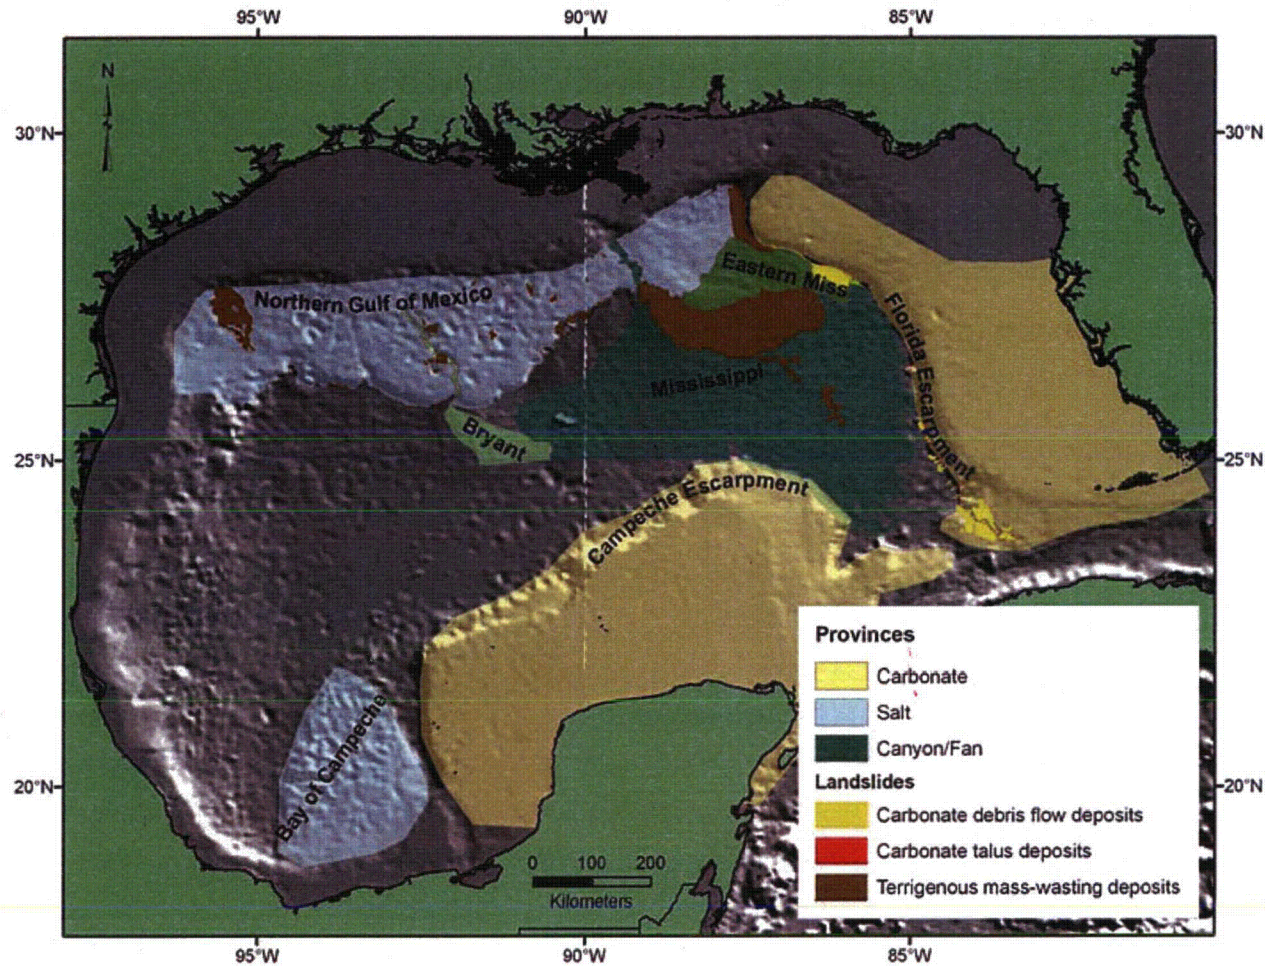 95°W 90°W 85°W
N
30°N 30°N
Eastern Miss
Northern Gulf of Mexico
Florida Escarpment
Mississippi
Bryant
25°N 25°N
Campeche Escarpment
Bay of Campeche
20°N 20°N
0 100 200
Kilometers
Provinces
Carbonate
Salt
Canyon/Fan
Landslides
Carbonate debris flow deposits
Carbonate talus deposits
Terrigenous mass-wasting deposits
95°W 90°W 85°W